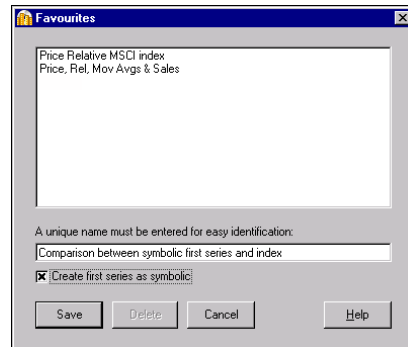 Favourites
Price Relative MSCI index
Price, Rel, Mov Avgs & Sales
A unique name must be entered for easy identification:
Comparison between symbolic first series and index
Create first series as symbolic
Save Delete Cancel Help